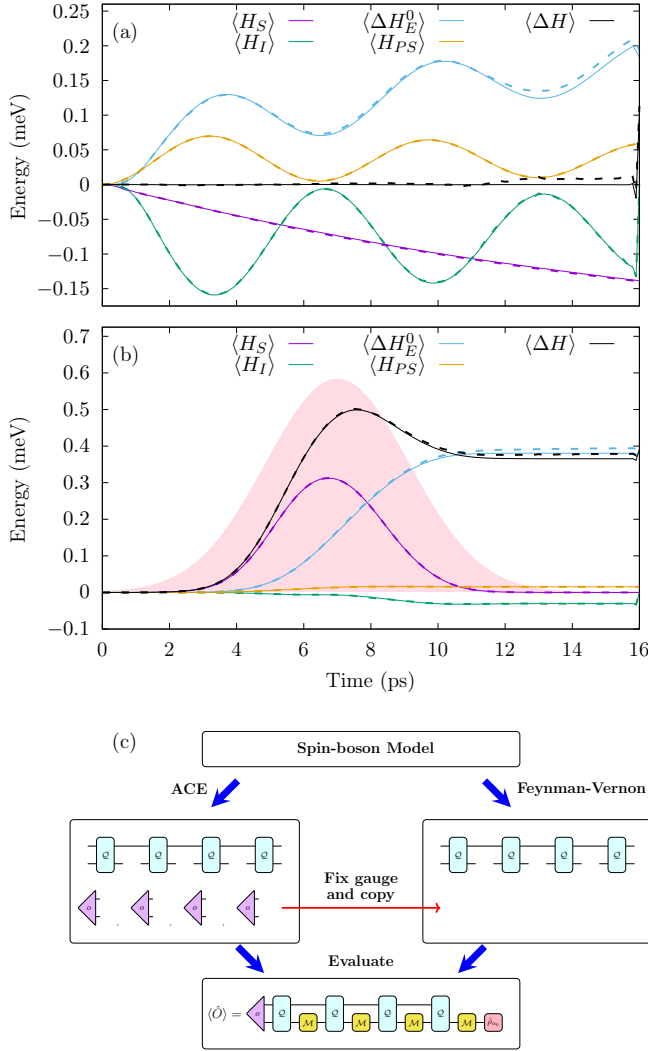 (a)
⟨H_S⟩ ⟨ΔH_E^0⟩ ⟨ΔH⟩
⟨H_I⟩ ⟨H_PS⟩
Energy (meV)
0.25
0.2
0.15
0.1
0.05
0
−0.05
−0.1
−0.15
(b)
⟨H_S⟩ ⟨ΔH_E^0⟩ ⟨ΔH⟩
⟨H_I⟩ ⟨H_PS⟩
Energy (meV)
0.7
0.6
0.5
0.4
0.3
0.2
0.1
0
−0.1
0 2 4 6 8 10 12 14 16
Time (ps)
(c)
Spin-boson Model
ACE
Feynman-Vernon
Q Q Q Q
Q Q Q Q
o , o , o , o
Fix gauge
and copy
Evaluate
⟨Ô⟩ = o Q M Q M Q M Q M